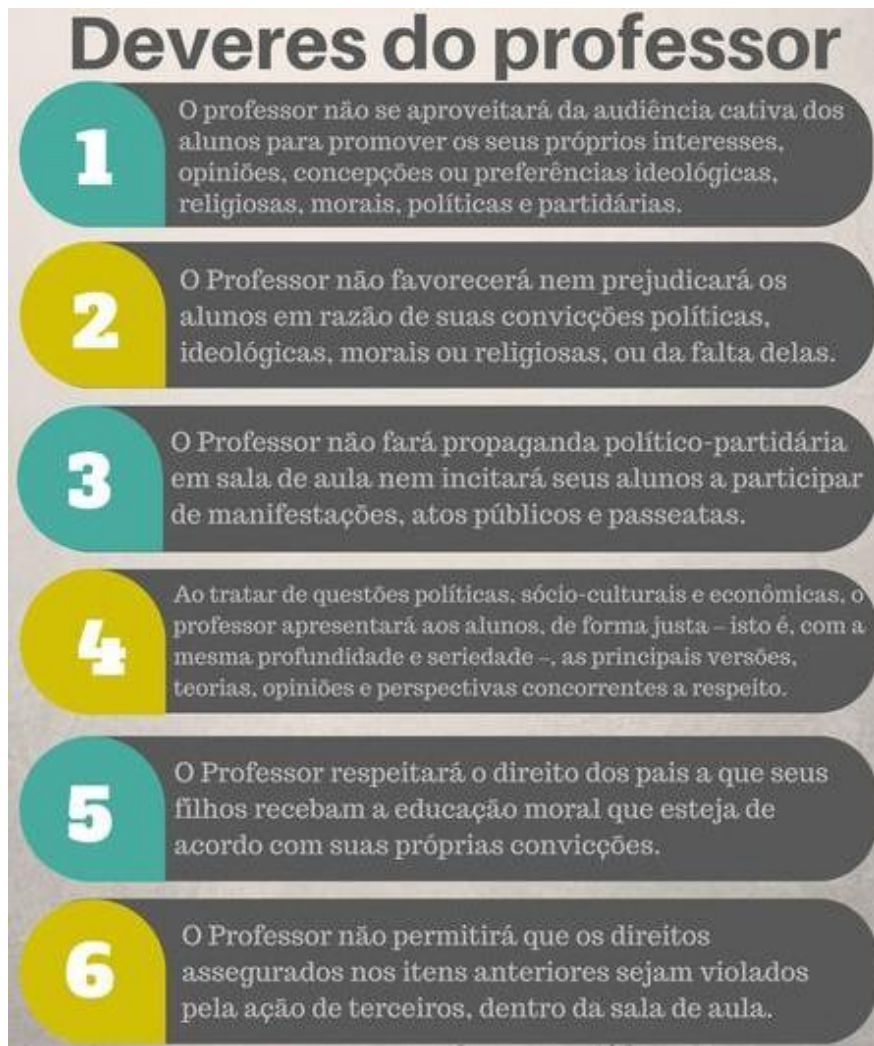 Deveres do professor
1
O professor não se aproveitará da audiência cativa dos
alunos para promover os seus próprios interesses,
opiniões, concepções ou preferências ideológicas,
religiosas, morais, políticas e partidárias.
2
O Professor não favorecerá nem prejudicará os
alunos em razão de suas convicções políticas,
ideológicas, morais ou religiosas, ou da falta delas.
3
O Professor não fará propaganda político-partidária
em sala de aula nem incitará seus alunos a participar
de manifestações, atos públicos e passeatas.
4
Ao tratar de questões políticas, sócio-culturais e econômicas, o
professor apresentará aos alunos, de forma justa – isto é, com a
mesma profundidade e seriedade –, as principais versões,
teorias, opiniões e perspectivas concorrentes a respeito.
5
O Professor respeitará o direito dos pais a que seus
filhos recebam a educação moral que esteja de
acordo com suas próprias convicções.
6
O Professor não permitirá que os direitos
assegurados nos itens anteriores sejam violados
pela ação de terceiros, dentro da sala de aula.